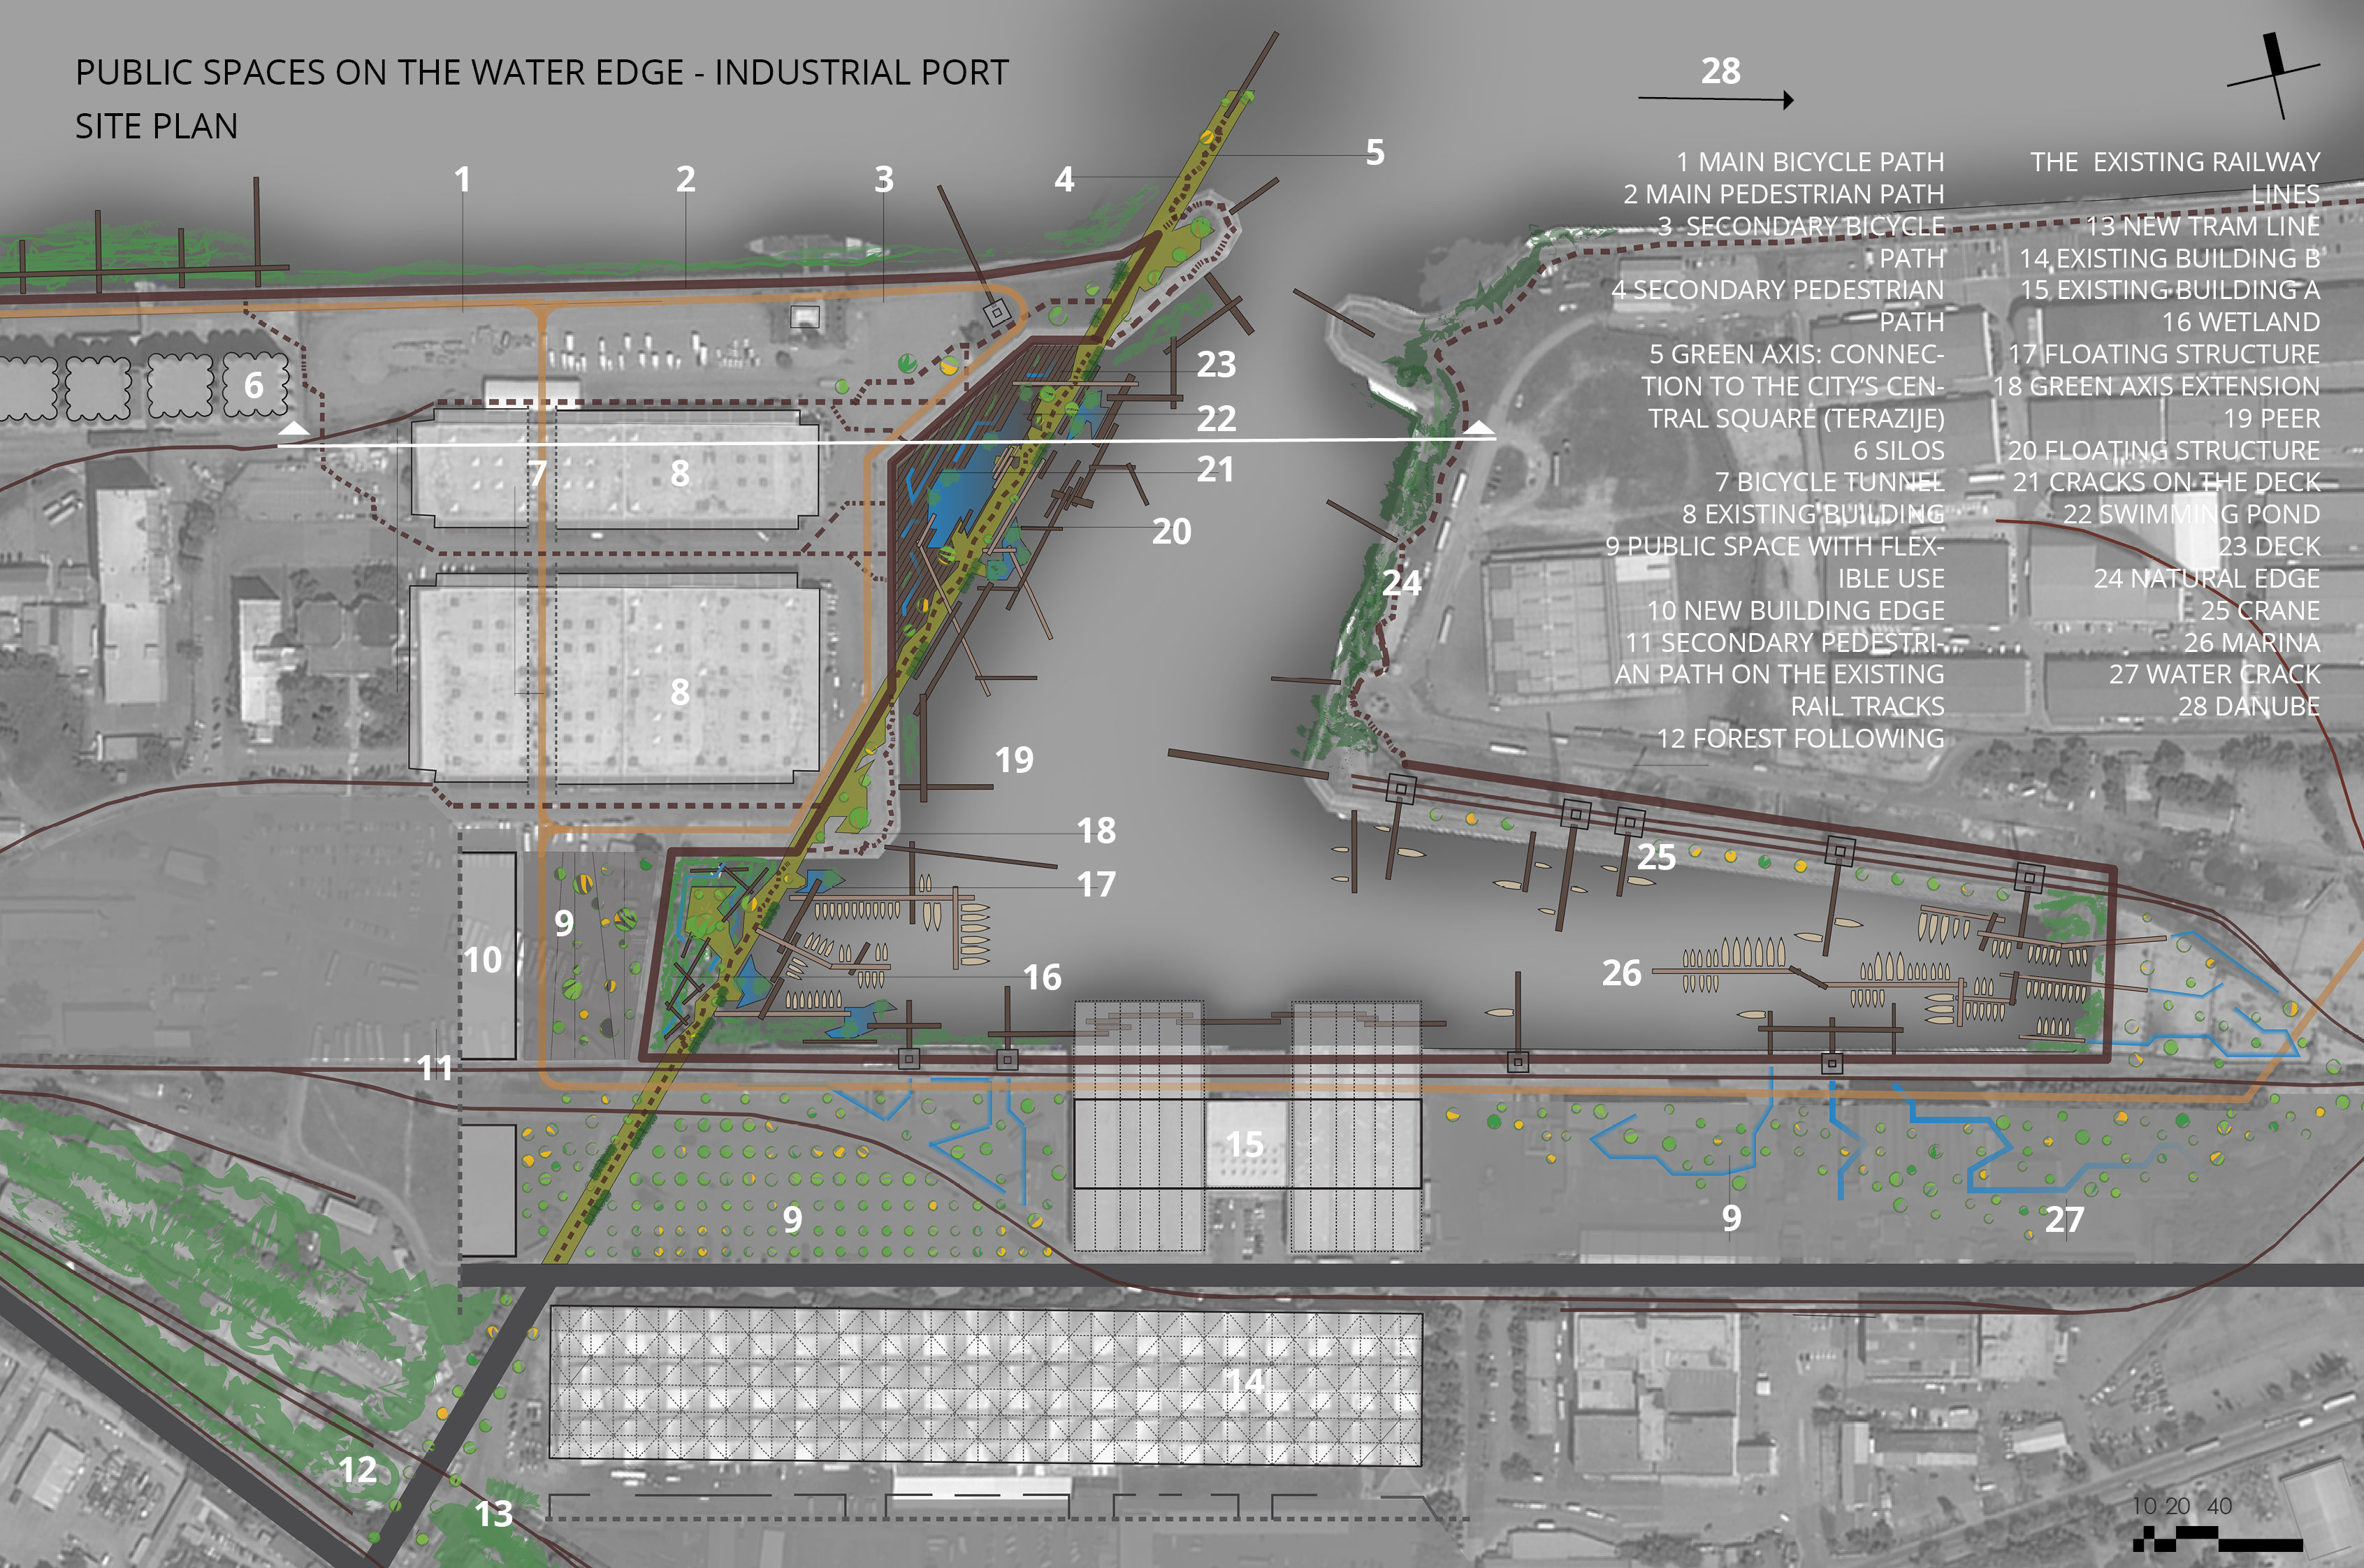 PUBLIC SPACES ON THE WATER EDGE - INDUSTRIAL PORT
SITE PLAN
28
1 MAIN BICYCLE PATH
2 MAIN PEDESTRIAN PATH
3 SECONDARY BICYCLE
PATH
4 SECONDARY PEDESTRIAN
PATH
5 GREEN AXIS: CONNEC-
TION TO THE CITY'S CEN-
TRAL SQUARE (TERAZIJE)
6 SILOS
7 BICYCLE TUNNEL
8 EXISTING BUILDING
9 PUBLIC SPACE WITH FLEX-
IBLE USE
10 NEW BUILDING EDGE
11 SECONDARY PEDESTRI-
AN PATH ON THE EXISTING
RAIL TRACKS
12 FOREST FOLLOWING
THE EXISTING RAILWAY
LINES
13 NEW TRAM LINE
14 EXISTING BUILDING B
15 EXISTING BUILDING A
16 WETLAND
17 FLOATING STRUCTURE
18 GREEN AXIS EXTENSION
19 PEER
20 FLOATING STRUCTURE
21 CRACKS ON THE DECK
22 SWIMMING POND
23 DECK
24 NATURAL EDGE
25 CRANE
26 MARINA
27 WATER CRACK
28 DANUBE
1
2
3
4
5
6
23
22
7
8
21
20
24
8
19
18
25
17
9
10
16
26
11
15
9
9
27
14
12
13
10 20 40